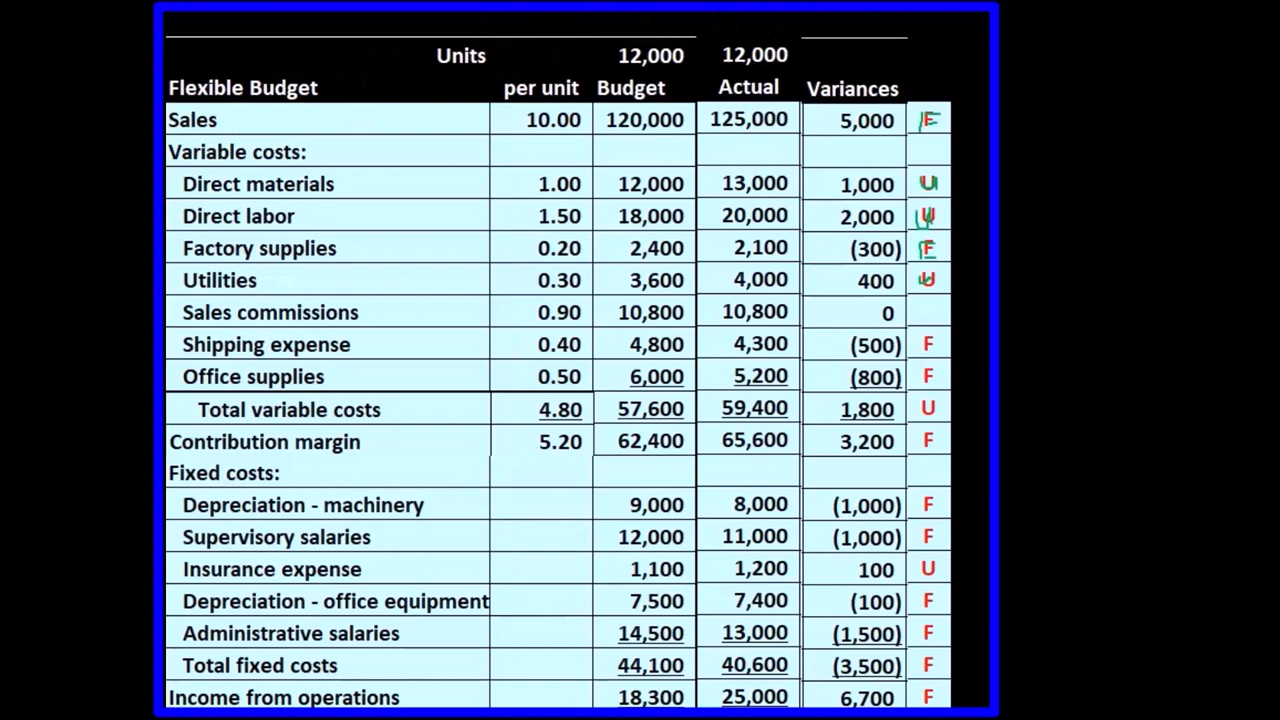 Units 12,000 12,000
Flexible Budget per unit Budget Actual Variances
Sales 10.00 120,000 125,000 5,000 F
Variable costs:
Direct materials 1.00 12,000 13,000 1,000 U
Direct labor 1.50 18,000 20,000 2,000 U
Factory supplies 0.20 2,400 2,100 (300) F
Utilities 0.30 3,600 4,000 400 U
Sales commissions 0.90 10,800 10,800 0
Shipping expense 0.40 4,800 4,300 (500) F
Office supplies 0.50 6,000 5,200 (800) F
Total variable costs 4.80 57,600 59,400 1,800 U
Contribution margin 5.20 62,400 65,600 3,200 F
Fixed costs:
Depreciation - machinery 9,000 8,000 (1,000) F
Supervisory salaries 12,000 11,000 (1,000) F
Insurance expense 1,100 1,200 100 U
Depreciation - office equipment 7,500 7,400 (100) F
Administrative salaries 14,500 13,000 (1,500) F
Total fixed costs 44,100 40,600 (3,500) F
Income from operations 18,300 25,000 6,700 F